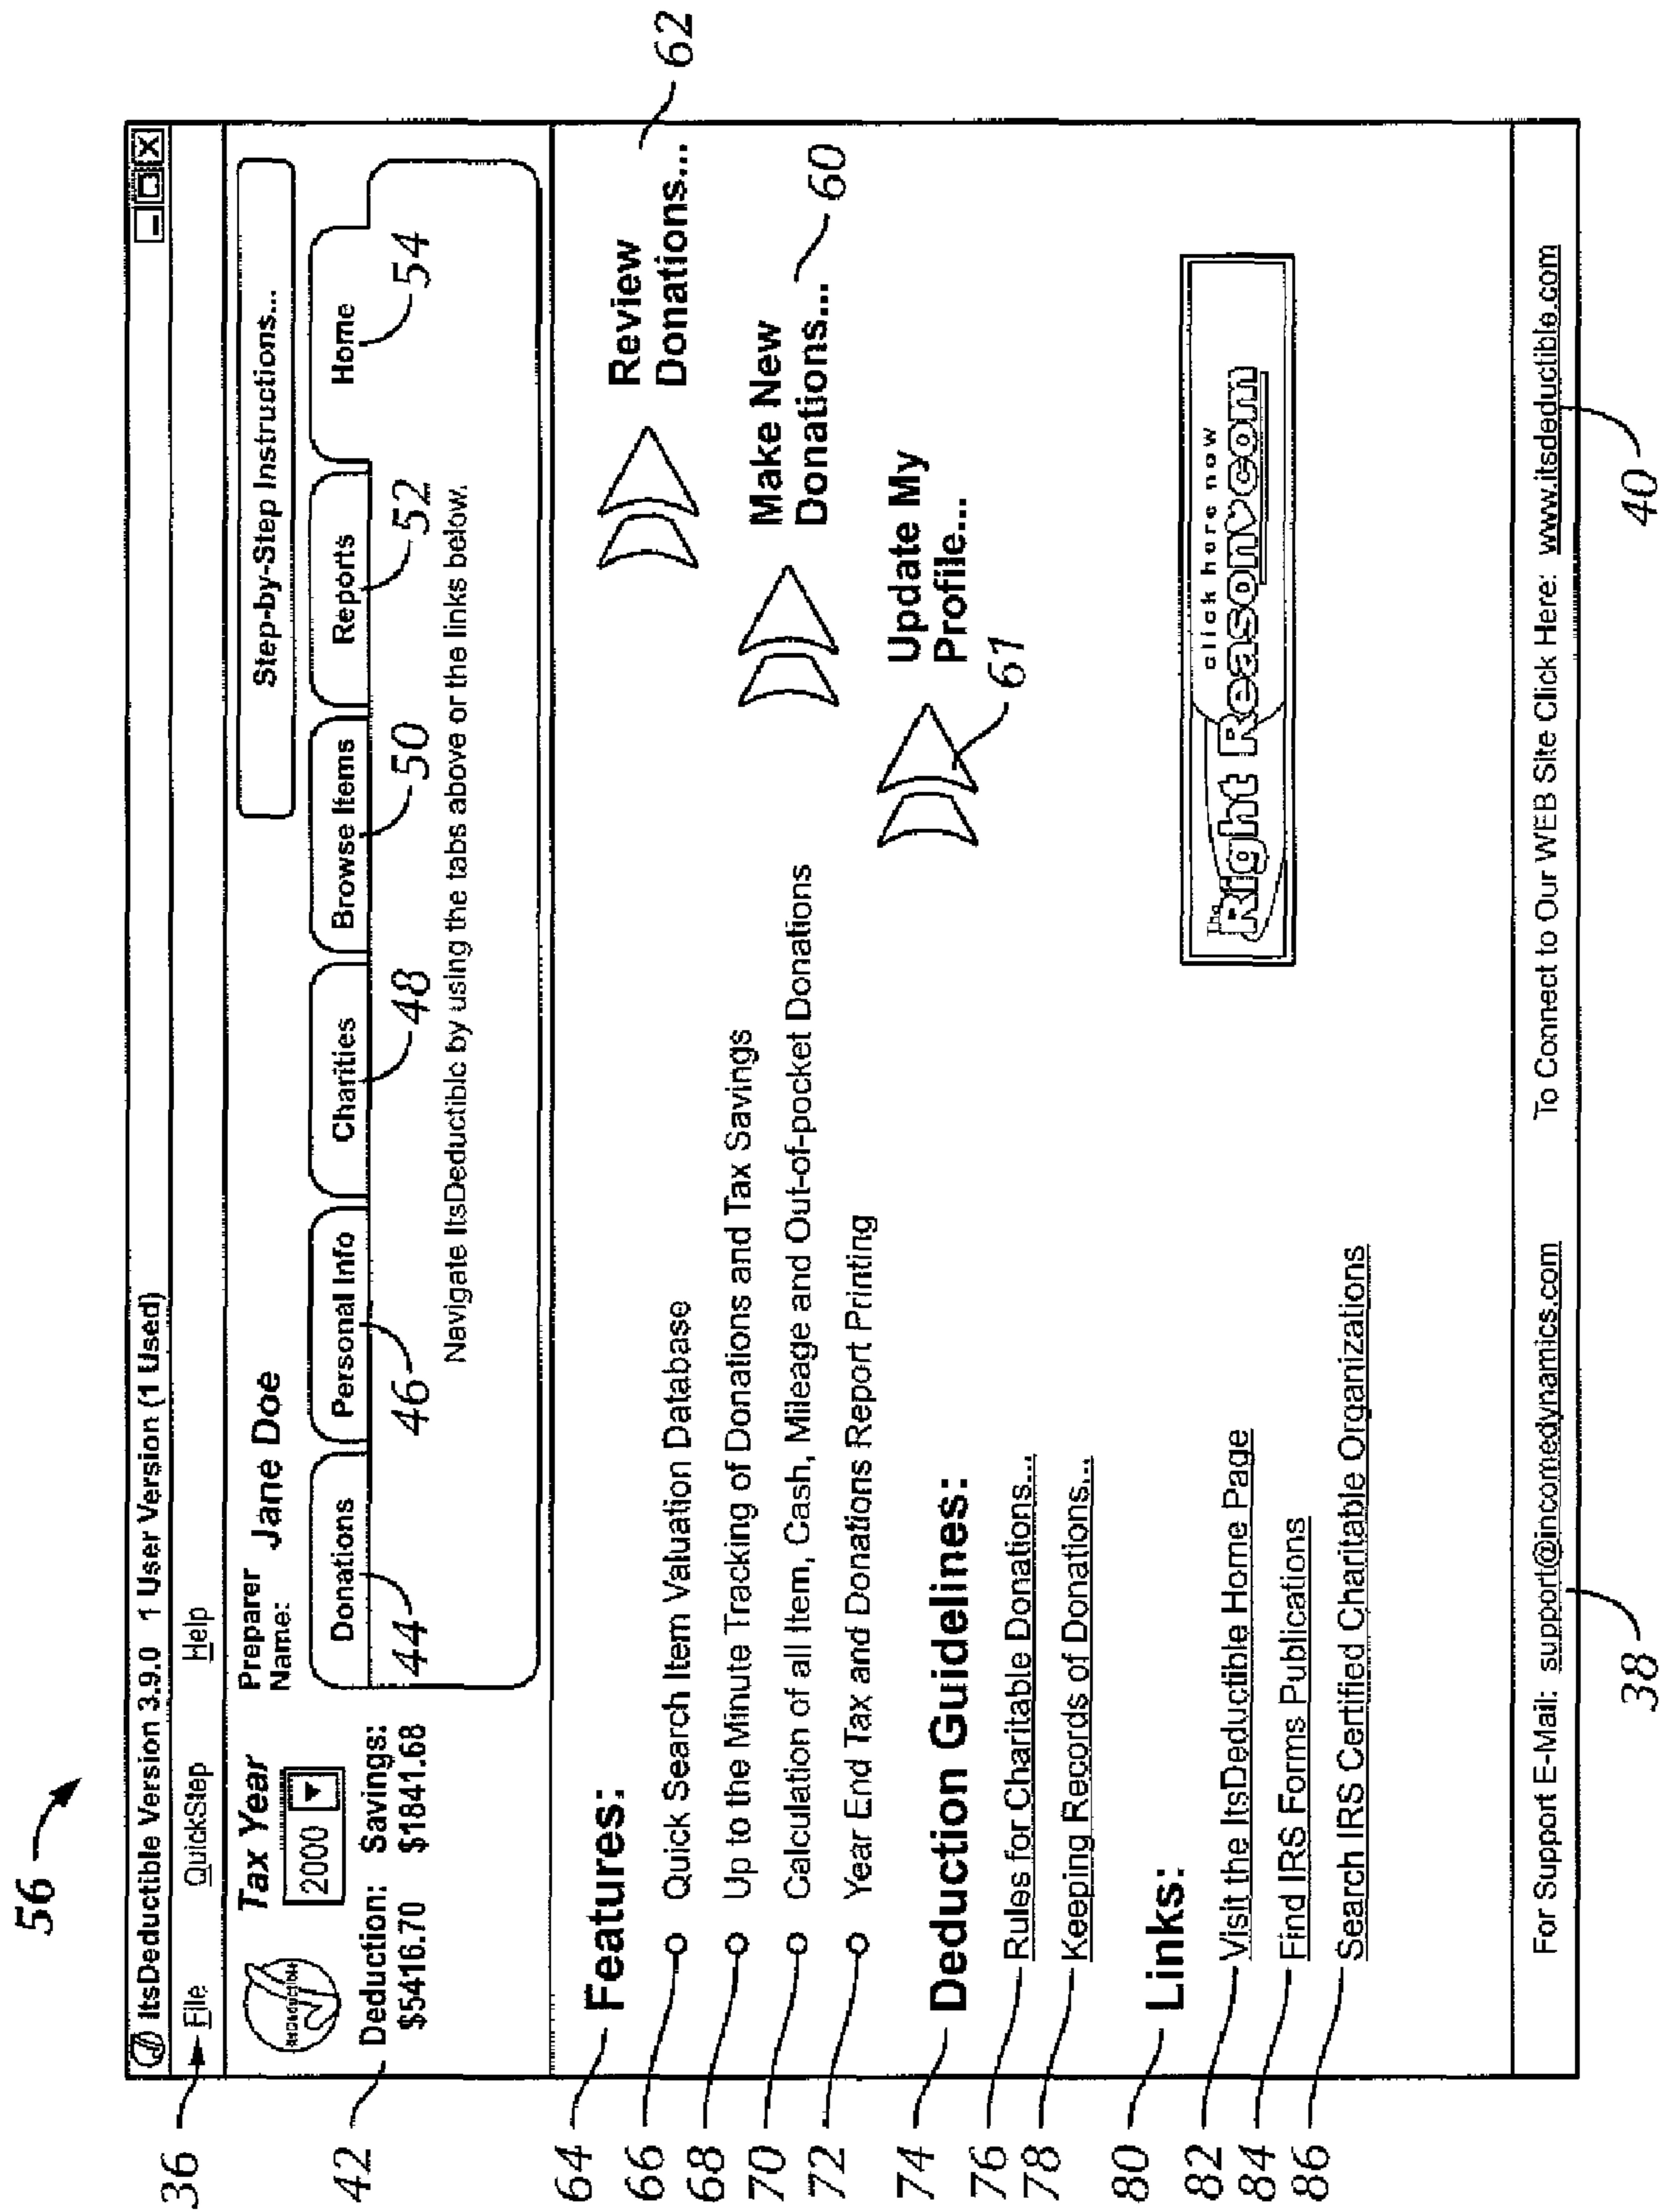 56
ItsDeductible Version 3.9.0 1 User Version (1 Used)
36 File QuickStep Help
ItsDeductible
Tax Year
2000
Preparer
Name: Jane Doe
Step-by-Step Instructions...
42 Deduction: Savings:
$5416.70 $1841.68
Donations Personal Info Charities Browse Items Reports Home
44 46 48 50 52 54
Navigate ItsDeductible by using the tabs above or the links below.
64 Features:
66 Quick Search Item Valuation Database
68 Up to the Minute Tracking of Donations and Tax Savings
70 Calculation of all Item, Cash, Mileage and Out-of-pocket Donations
72 Year End Tax and Donations Report Printing
Review
Donations... 62
Make New
Donations... 60
Update My
Profile...
61
74 Deduction Guidelines:
76 Rules for Charitable Donations...
78 Keeping Records of Donations...
80 Links:
82 Visit the ItsDeductible Home Page
84 Find IRS Forms Publications
86 Search IRS Certified Charitable Organizations
click here now
The
Right Reason.com
For Support E-Mail: support@incomedynamics.com To Connect to Our WEB Site Click Here: www.itsdeductible.com
38 40